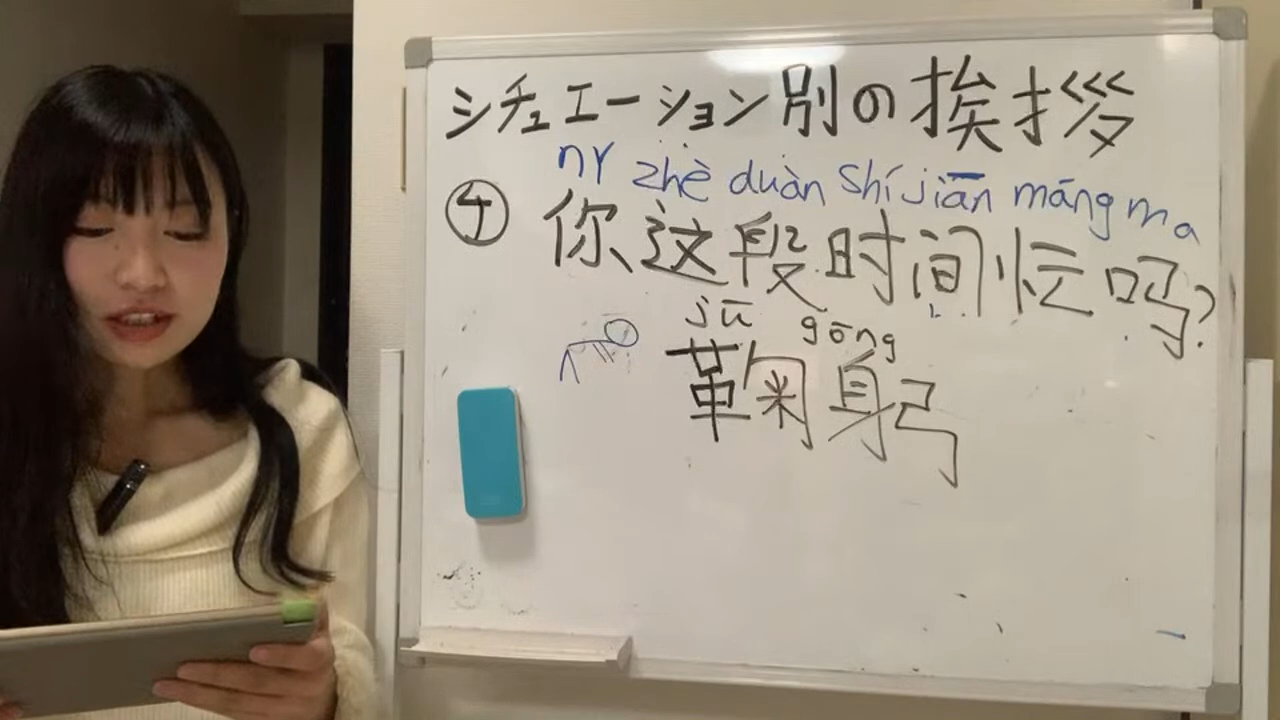 シチュエーション別の挨拶
nǐ zhè duàn shíjiān māng ma
④ 你这段时间忙吗?
jū gōng
鞠躬